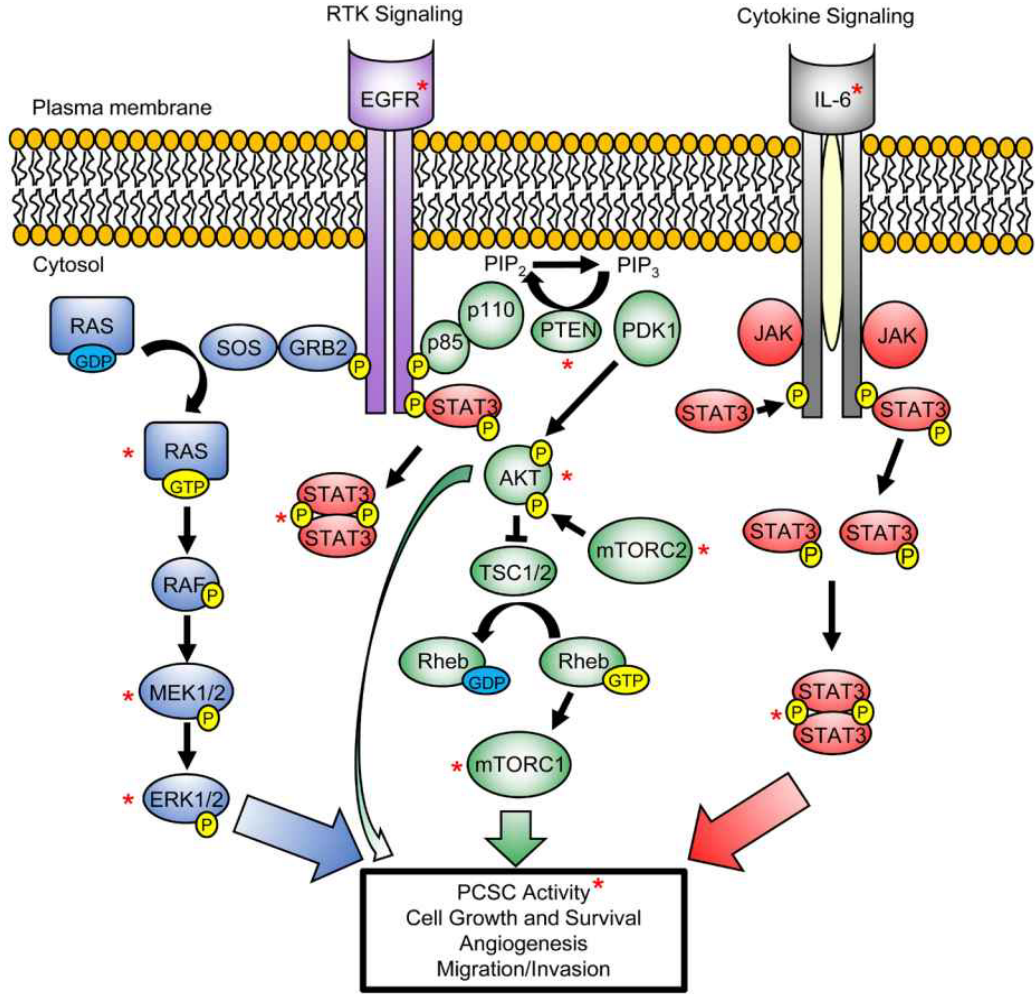 RTK Signaling
Cytokine Signaling
EGFR*
IL-6*
Plasma membrane
Cytosol
PIP2
PIP3
RAS
GDP
SOS
GRB2
P
P
p85
p110
PTEN
*
PDK1
JAK
JAK
P
STAT3
P
STAT3
P
P
STAT3
P
*
RAS
GTP
STAT3
P
P
*
STAT3
P
AKT
*
P
mTORC2
*
TSC1/2
STAT3
P
STAT3
P
RAF
P
Rheb
GDP
Rheb
GTP
*
MEK1/2
P
STAT3
P
P
*
STAT3
*
mTORC1
*
ERK1/2
P
PCSC Activity*
Cell Growth and Survival
Angiogenesis
Migration/Invasion